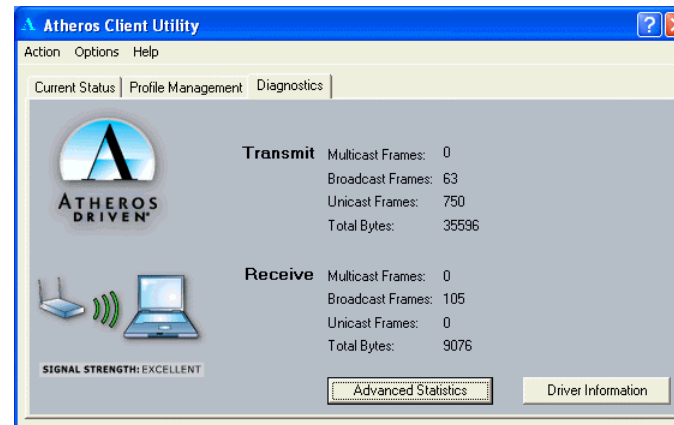 Atheros Client Utility
Action Options Help
Current Status Profile Management Diagnostics
ATHEROS
DRIVEN
Transmit Multicast Frames: 0
Broadcast Frames: 63
Unicast Frames: 750
Total Bytes: 35596
Receive Multicast Frames: 0
Broadcast Frames: 105
Unicast Frames: 0
Total Bytes: 9076
SIGNAL STRENGTH: EXCELLENT
Advanced Statistics Driver Information